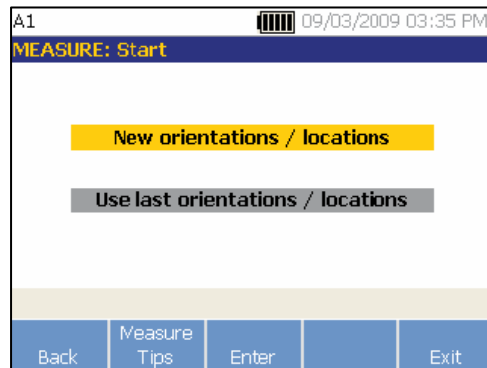 A1 09/03/2009 03:35 PM
MEASURE: Start
New orientations / locations
Use last orientations / locations
Back Measure Tips Enter Exit